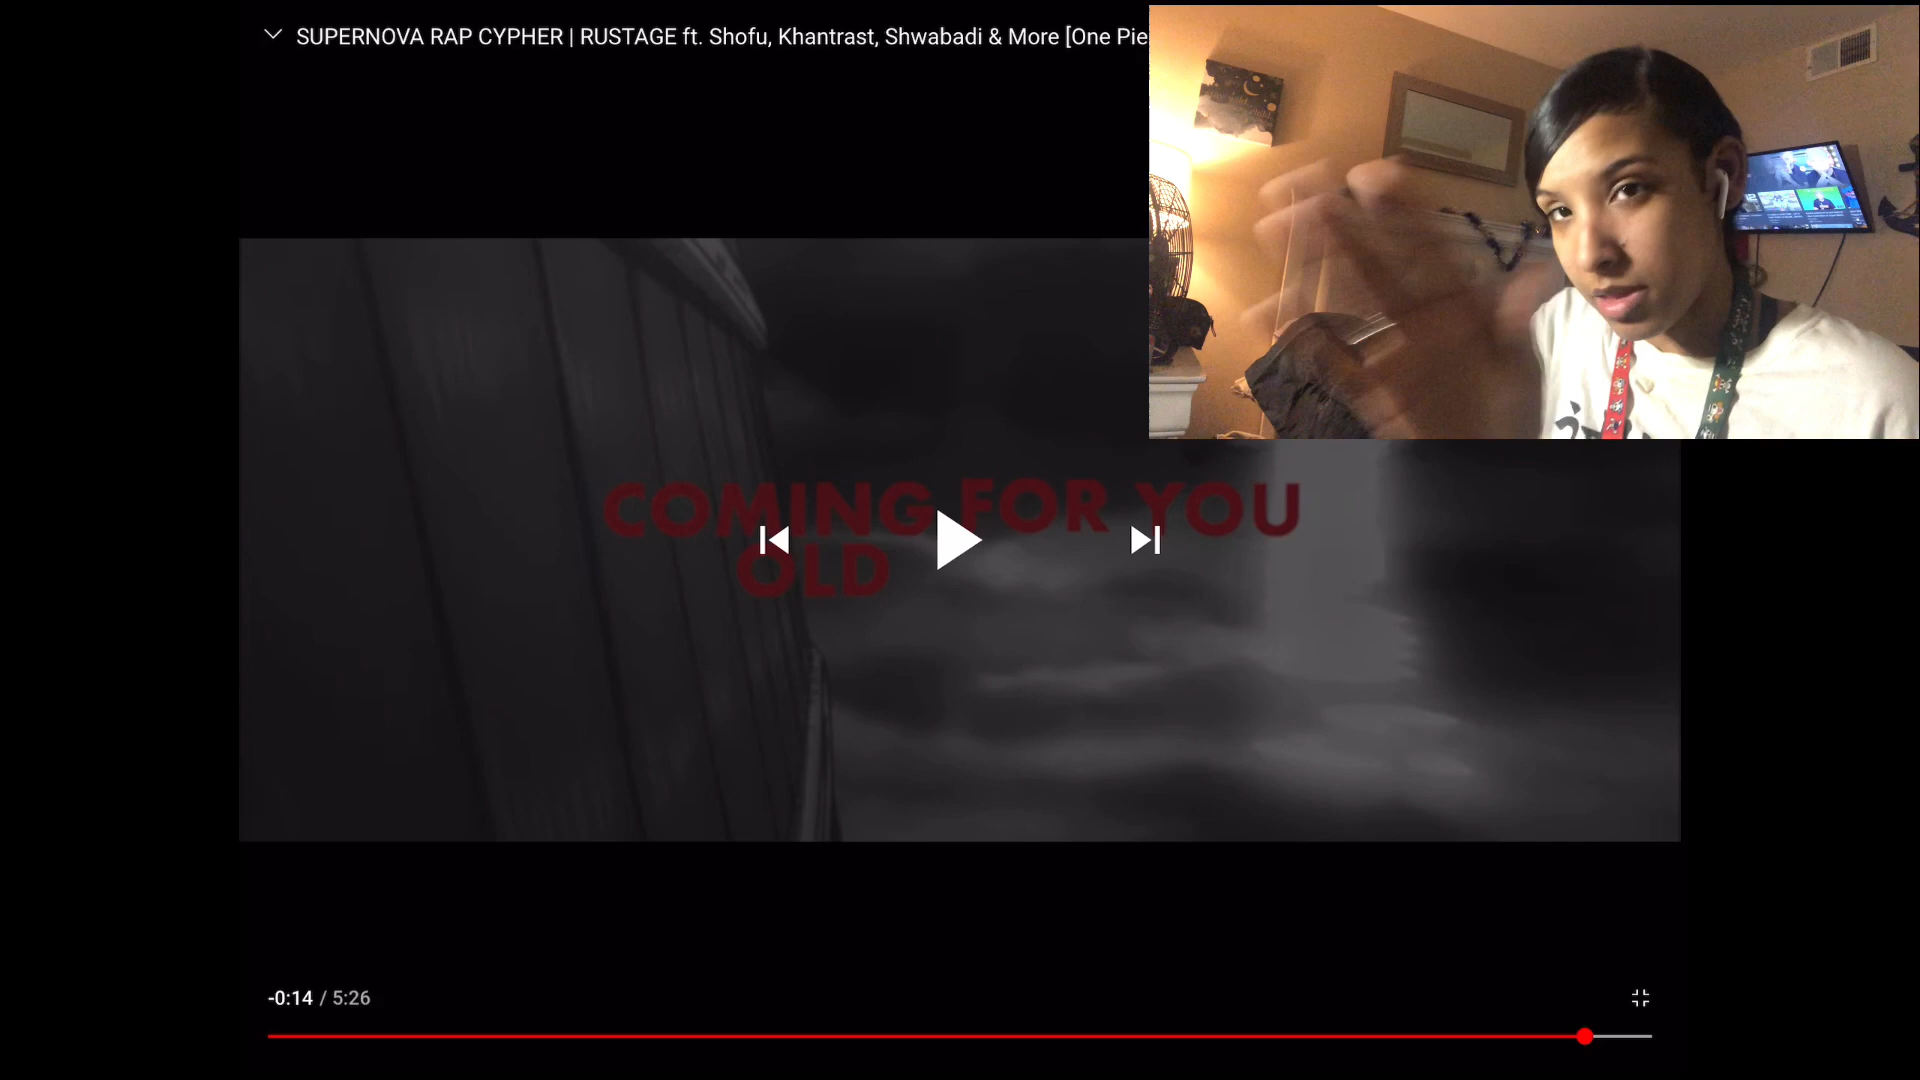 SUPERNOVA RAP CYPHER | RUSTAGE ft. Shofu, Khantrast, Shwabadi & More [One Pie
COMING FOR YOU
OLD
-0:14 / 5:26